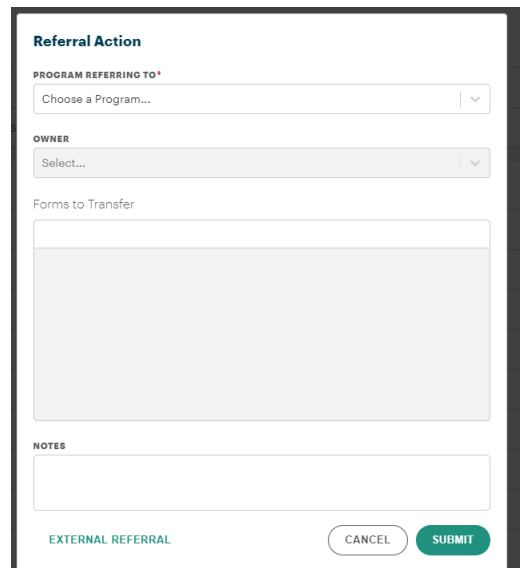 Referral Action
PROGRAM REFERRING TO*
Choose a Program...
OWNER
Select...
Forms to Transfer
NOTES
EXTERNAL REFERRAL
CANCEL
SUBMIT